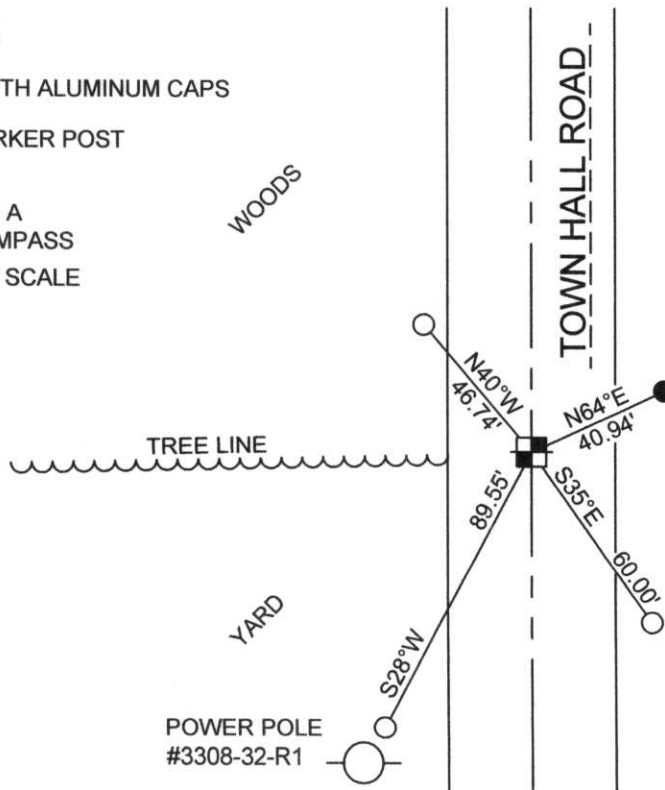 TH ALUMINUM CAPS
RKER POST
A
MPASS
SCALE
WOODS
TOWN HALL ROAD
N40°W
46.74'
N64°E
40.94'
TREE LINE
89.55'
S35°E
60.00'
YARD
S28°W
POWER POLE
#3308-32-R1